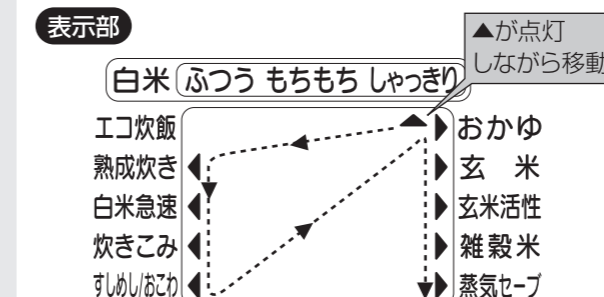 表示部
▲が点灯
しながら移動
白米 ふつう もちもち しゃっきり
エコ炊飯
熟成炊き
白米急速
炊きこみ
すしめし/おこわ
おかゆ
玄 米
玄米活性
雑穀米
蒸気セーブ